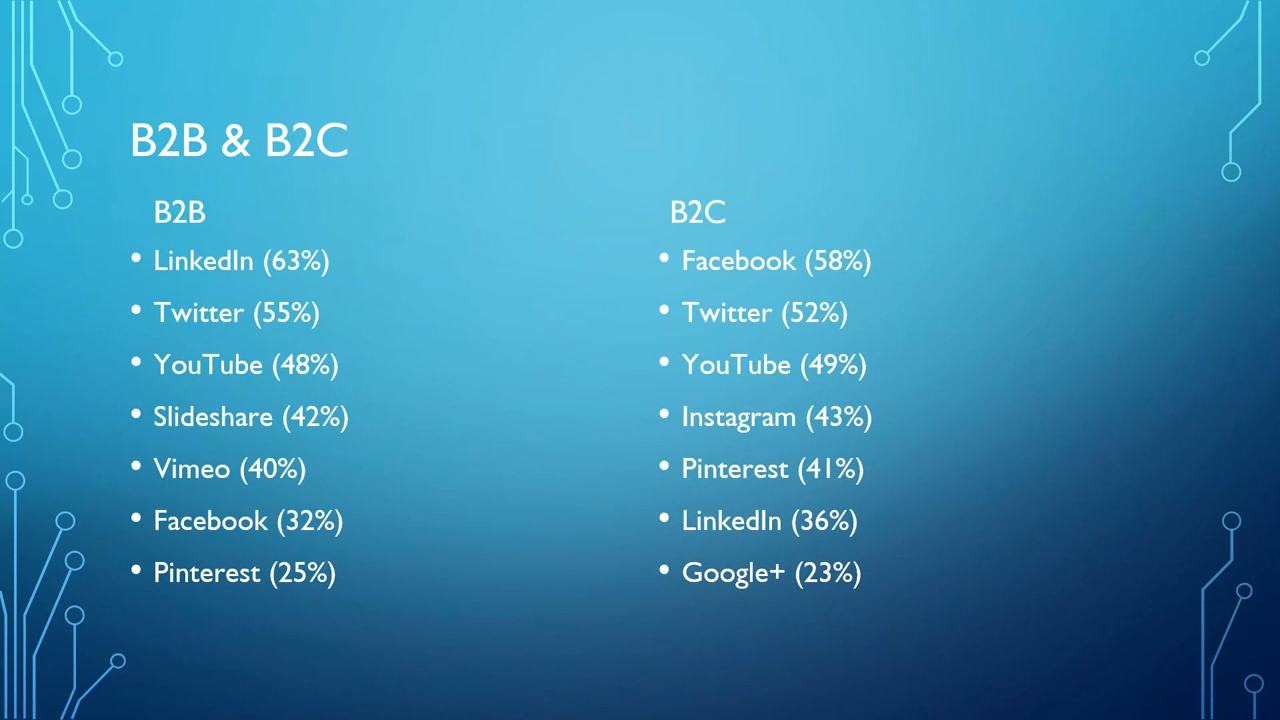 B2B & B2C
B2B
• LinkedIn (63%)
• Twitter (55%)
• YouTube (48%)
• Slideshare (42%)
• Vimeo (40%)
• Facebook (32%)
• Pinterest (25%)
B2C
• Facebook (58%)
• Twitter (52%)
• YouTube (49%)
• Instagram (43%)
• Pinterest (41%)
• LinkedIn (36%)
• Google+ (23%)